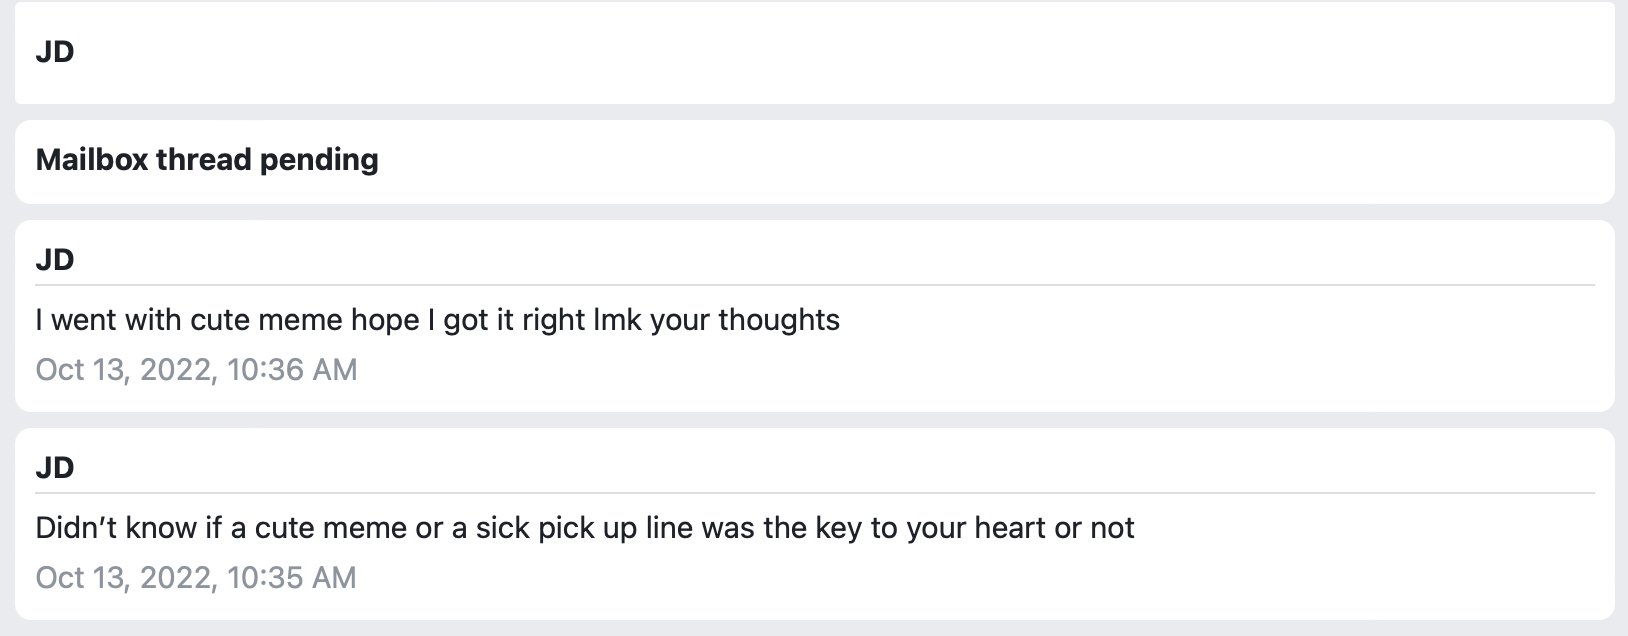 JD
Mailbox thread pending
JD
I went with cute meme hope I got it right lmk your thoughts
Oct 13, 2022, 10:36 AM
JD
Didn’t know if a cute meme or a sick pick up line was the key to your heart or not
Oct 13, 2022, 10:35 AM